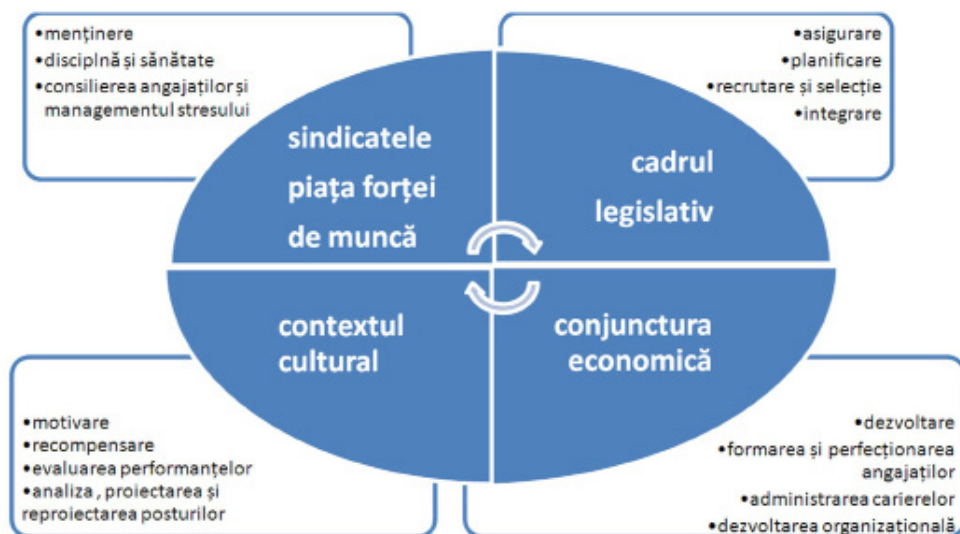 •menținere
•disciplnă și sănătate
•consilierea angajaților și
managementul stresului
•asigurare
•planificare
•recrutare și selecție
•integrare
sindicatele
piața forței
de muncă
cadrul
legislativ
contextul
cultural
conjunctura
economică
•motivare
•recompensare
•evaluarea performanțelor
•analiza , proiectarea și
reproiectarea posturilor
•dezvoltare
•formarea și perfecționarea
angajaților
•administrarea carierelor
•dezvoltarea organizațională